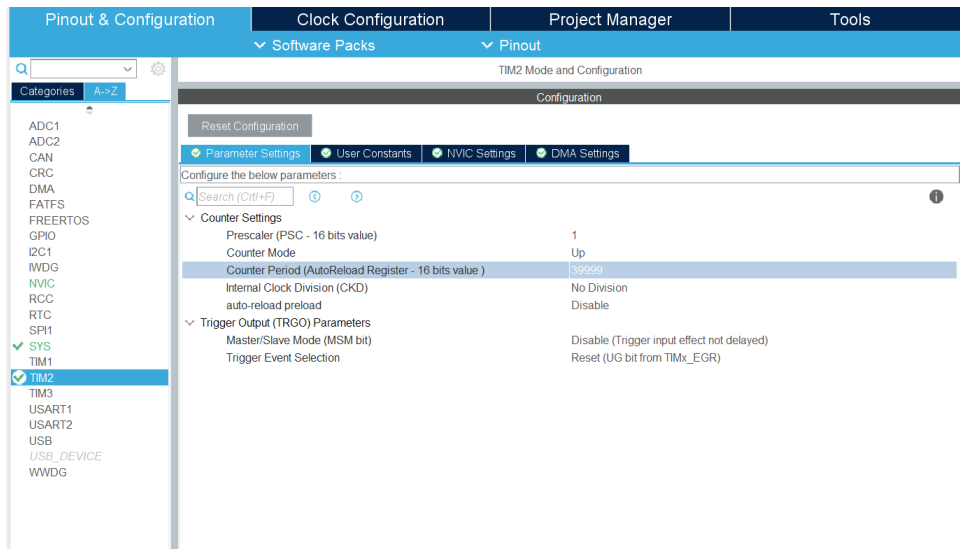 Pinout & Configuration Clock Configuration Project Manager Tools
Software Packs Pinout
TIM2 Mode and Configuration
Categories A->Z
Configuration
Reset Configuration
Parameter Settings User Constants NVIC Settings DMA Settings
Configure the below parameters :
Search (Crtl+F)
Counter Settings
Prescaler (PSC - 16 bits value) 1
Counter Mode Up
Counter Period (AutoReload Register - 16 bits value ) 39999
Internal Clock Division (CKD) No Division
auto-reload preload Disable
Trigger Output (TRGO) Parameters
Master/Slave Mode (MSM bit) Disable (Trigger input effect not delayed)
Trigger Event Selection Reset (UG bit from TIMx_EGR)
ADC1
ADC2
CAN
CRC
DMA
FATFS
FREERTOS
GPIO
I2C1
IWDG
NVIC
RCC
RTC
SPI1
SYS
TIM1
TIM2
TIM3
USART1
USART2
USB
USB_DEVICE
WWDG